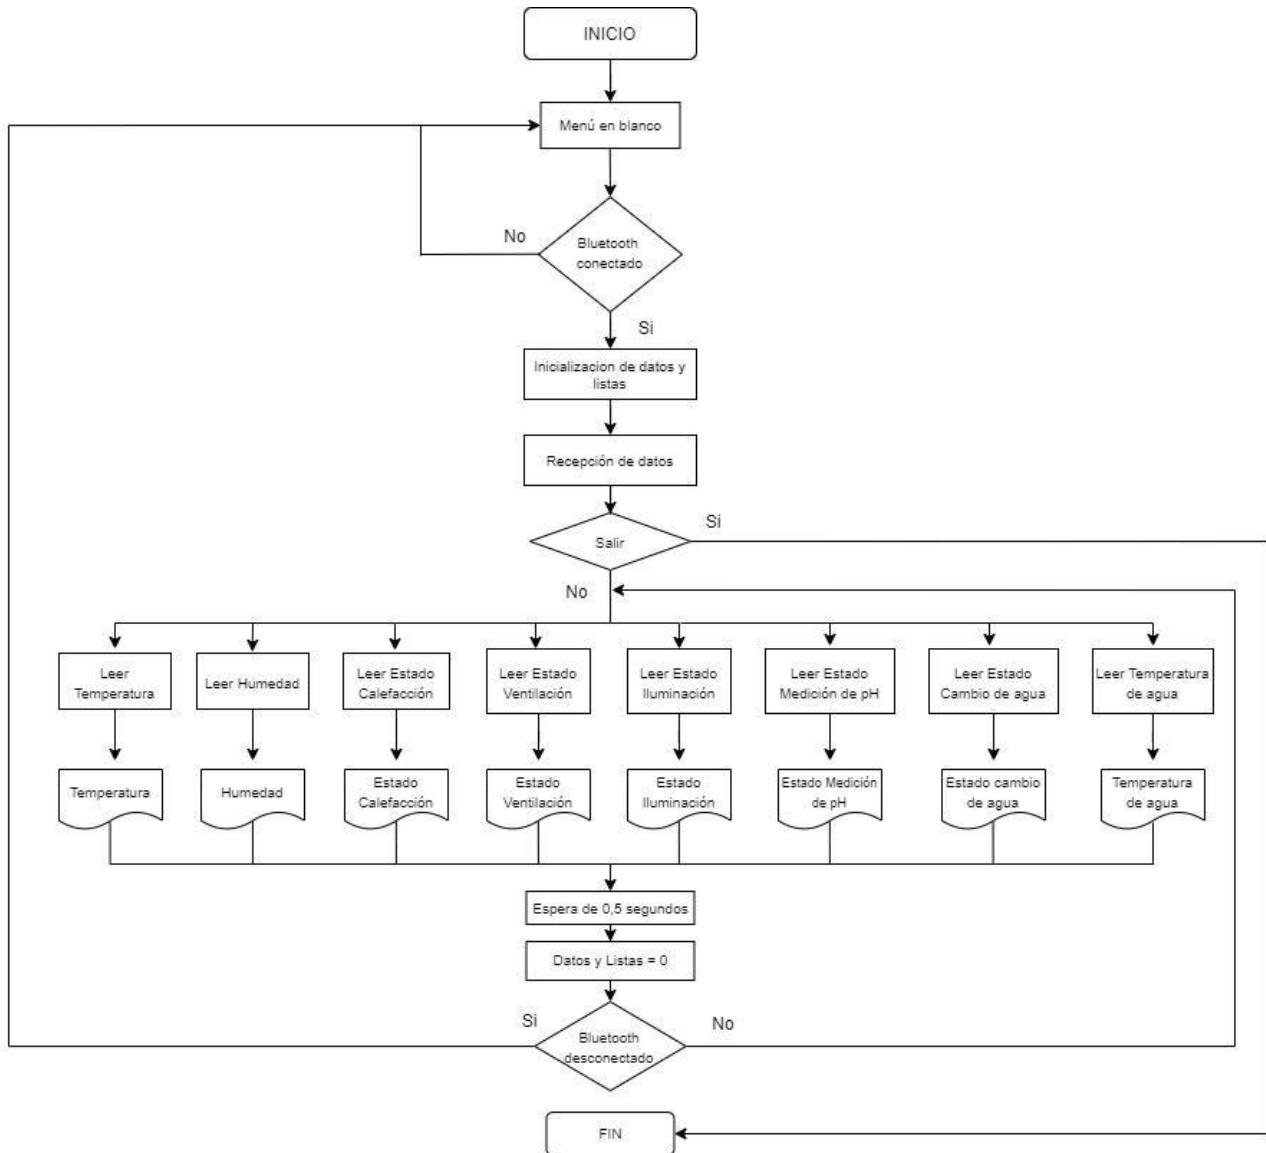 INICIO
Menú en blanco
No
Bluetooth
conectado
Si
Inicializacion de datos y
listas
Recepción de datos
Si
Salir
No
Leer
Temperatura
Leer Humedad
Leer Estado
Calefacción
Leer Estado
Ventilación
Leer Estado
Iluminación
Leer Estado
Medición de pH
Leer Estado
Cambio de agua
Leer Temperatura
de agua
Temperatura
Humedad
Estado
Calefacción
Estado
Ventilación
Estado
Iluminación
Estado Medición
de pH
Estado cambio
de agua
Temperatura
de agua
Espera de 0,5 segundos
Datos y Listas = 0
Si
No
Bluetooth
desconectado
FIN